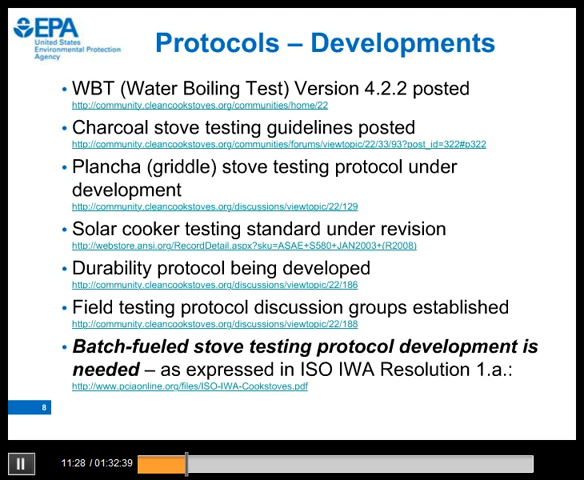 EPA
United States
Environmental Protection
Agency
Protocols – Developments
• WBT (Water Boiling Test) Version 4.2.2 posted
http://community.cleancookstoves.org/communities/home/22
• Charcoal stove testing guidelines posted
http://community.cleancookstoves.org/communities/forums/viewtopic/22/33/93?post_id=322#p322
• Plancha (griddle) stove testing protocol under
development
http://community.cleancookstoves.org/discussions/viewtopic/22/129
• Solar cooker testing standard under revision
http://webstore.ansi.org/RecordDetail.aspx?sku=ASAE+S580+JAN2003+(R2008)
• Durability protocol being developed
http://community.cleancookstoves.org/discussions/viewtopic/22/186
• Field testing protocol discussion groups established
http://community.cleancookstoves.org/discussions/viewtopic/22/188
• Batch-fueled stove testing protocol development is
needed – as expressed in ISO IWA Resolution 1.a.:
http://www.pciaonline.org/files/ISO-IWA-Cookstoves.pdf
8
11:28 / 01:32:39